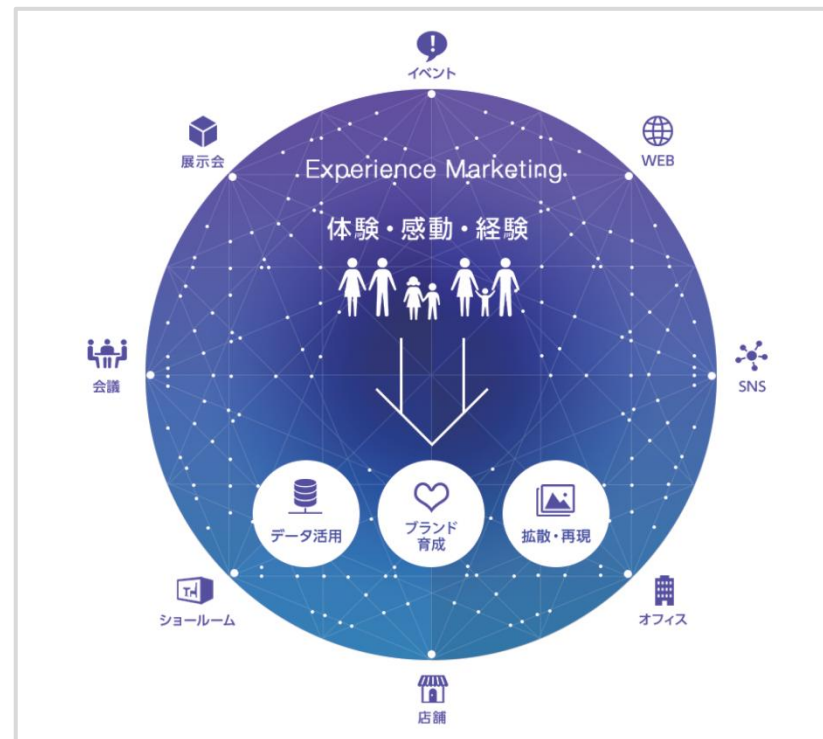 イベント
展示会
WEB
Experience Marketing
体験・感動・経験
会議
SNS
データ活用
ブランド
育成
拡散・再現
TH
ショールーム
オフィス
店舗